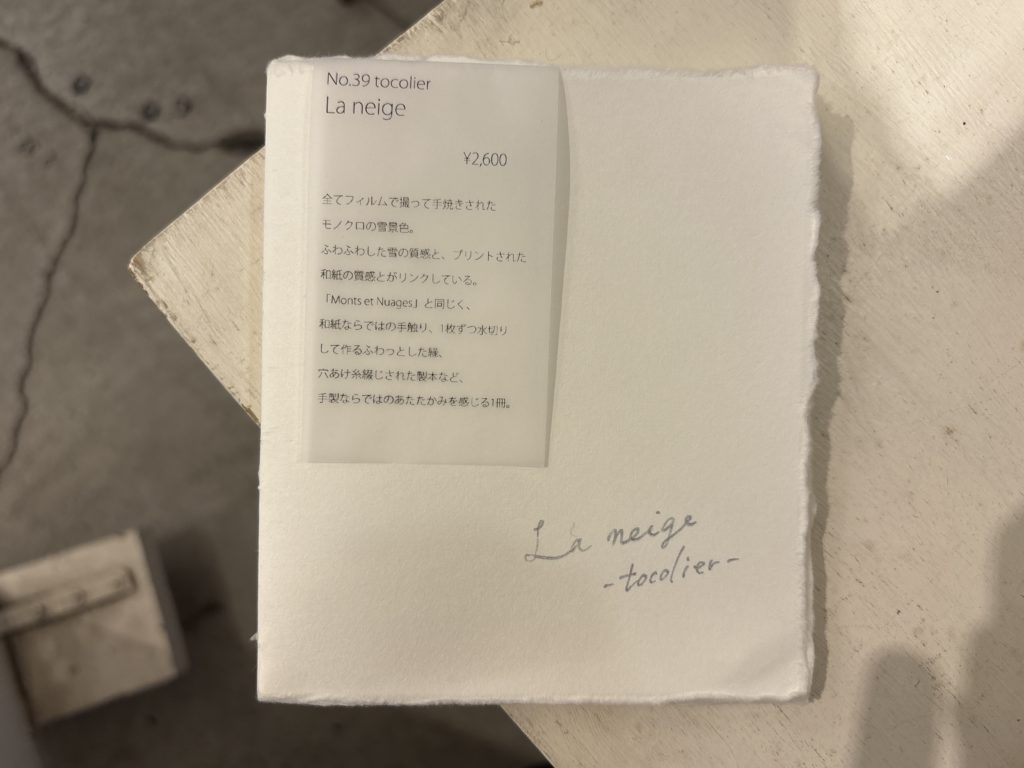 No.39 tocolier
La neige
¥2,600
全てフィルムで撮って手焼きされた
モノクロの雪景色。
ふわふわした雪の質感と、プリントされた
和紙の質感とがリンクしている。
「Monts et Nuages」と同じく、
和紙ならではの手触り、1枚ずつ水切り
して作るふわっとした縁、
穴あけ糸綴じされた製本など、
手製ならではのあたたかみを感じる1冊。
La neige
-tocolier-